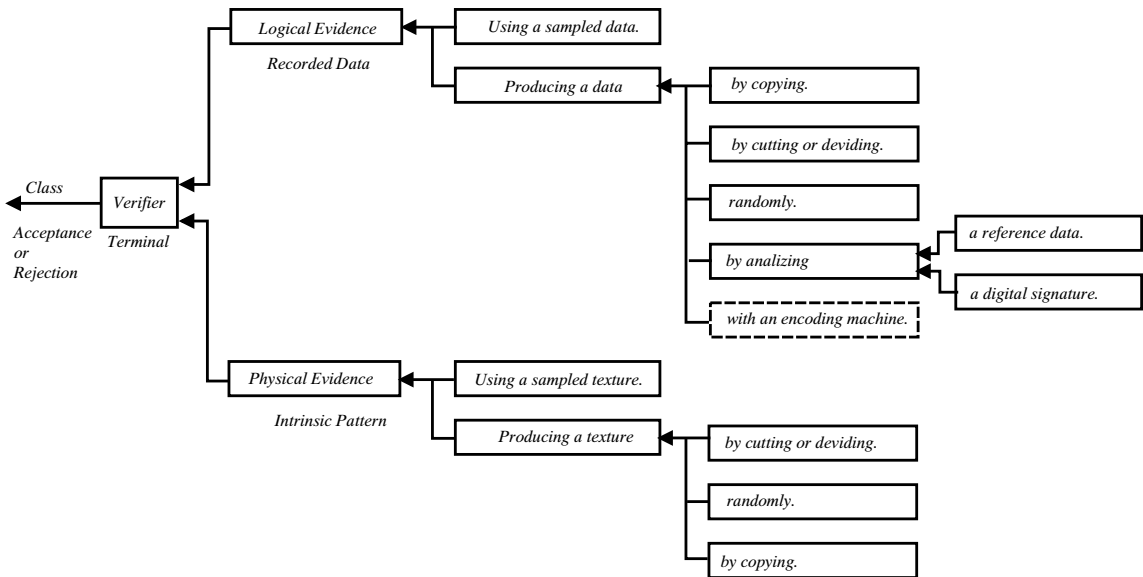 Logical Evidence
Using a sampled data.
Recorded Data
Producing a data
by copying.
by cutting or deviding.
Class
Verifier
randomly.
Acceptance
or
Rejection
Terminal
by analizing
a reference data.
a digital signature.
with an encoding machine.
Physical Evidence
Using a sampled texture.
Intrinsic Pattern
Producing a texture
by cutting or deviding.
randomly.
by copying.